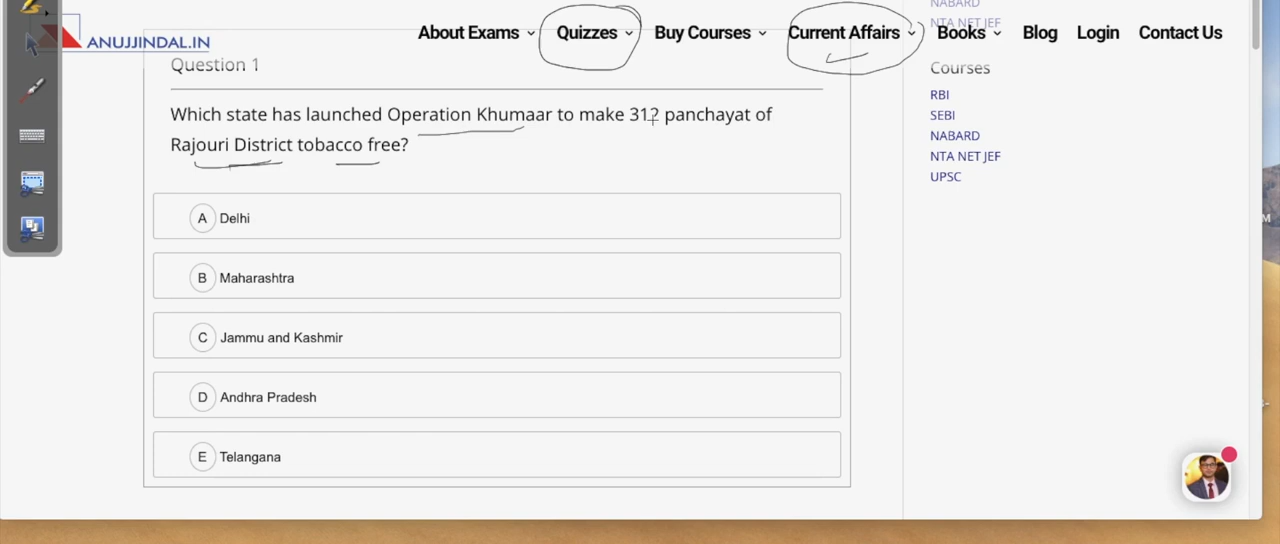 NABARD
NTA NET JEF
ANUJJINDAL.IN
About Exams Quizzes Buy Courses Current Affairs Books Blog Login Contact Us
Question 1
Courses
Which state has launched Operation Khumaar to make 312 panchayat of
Rajouri District tobacco free?
RBI
SEBI
NABARD
NTA NET JEF
UPSC
A Delhi
B Maharashtra
C Jammu and Kashmir
D Andhra Pradesh
E Telangana
M